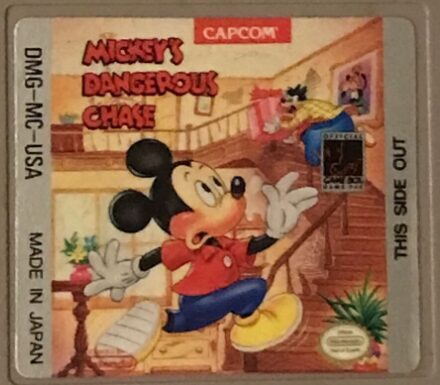 CAPCOM
MICKEY'S
DANGEROUS
CHASE
DMG-MC-USA
MADE IN JAPAN
OFFICIAL
GAME BOY
THIS SIDE OUT